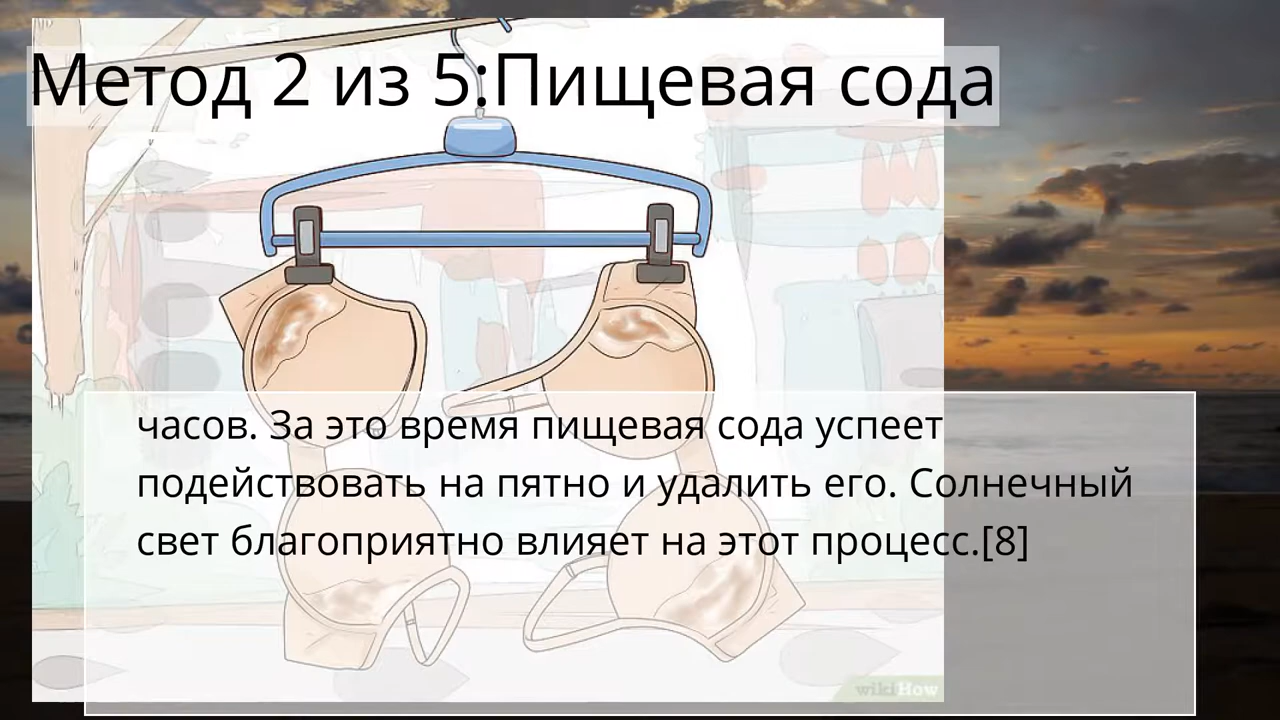 Метод 2 из 5:Пищевая сода
часов. За это время пищевая сода успеет
подействовать на пятно и удалить его. Солнечный
свет благоприятно влияет на этот процесс.[8]
wikiHow